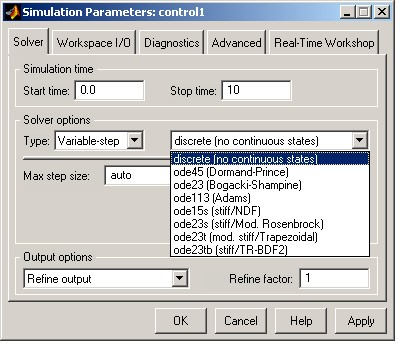 Simulation Parameters: control1
Solver Workspace I/O Diagnostics Advanced Real-Time Workshop
Simulation time
Start time: 0.0 Stop time: 10
Solver options
Type: Variable-step discrete (no continuous states)
discrete (no continuous states)
ode45 (Dormand-Prince)
Max step size: auto ode23 (Bogacki-Shampine)
ode113 (Adams)
ode15s (stiff/NDF)
ode23s (stiff/Mod. Rosenbrock)
ode23t (mod. stiff/Trapezoidal)
ode23tb (stiff/TR-BDF2)
Output options
Refine output Refine factor: 1
OK Cancel Help Apply